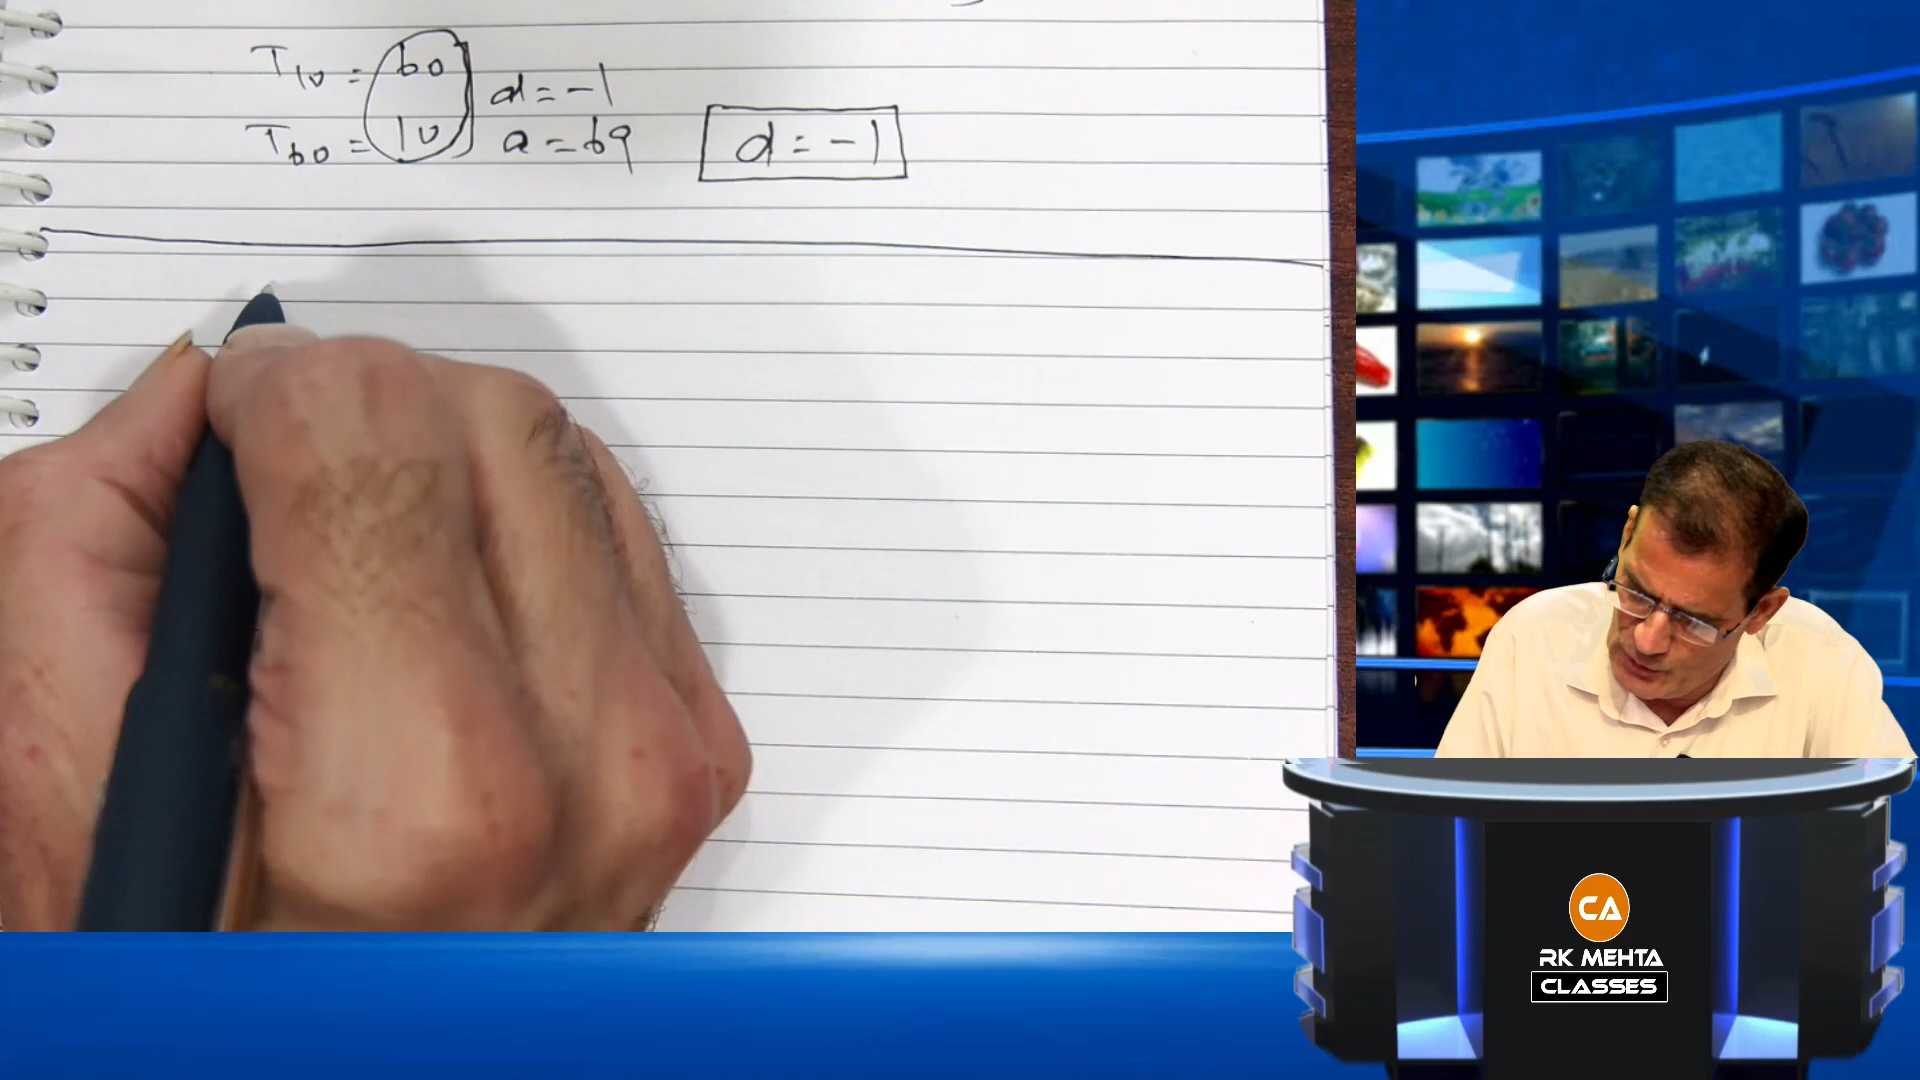 T10 = 60
d = -1
T60 = 10
a = 69
d = -1
CA
RK MEHTA
CLASSES